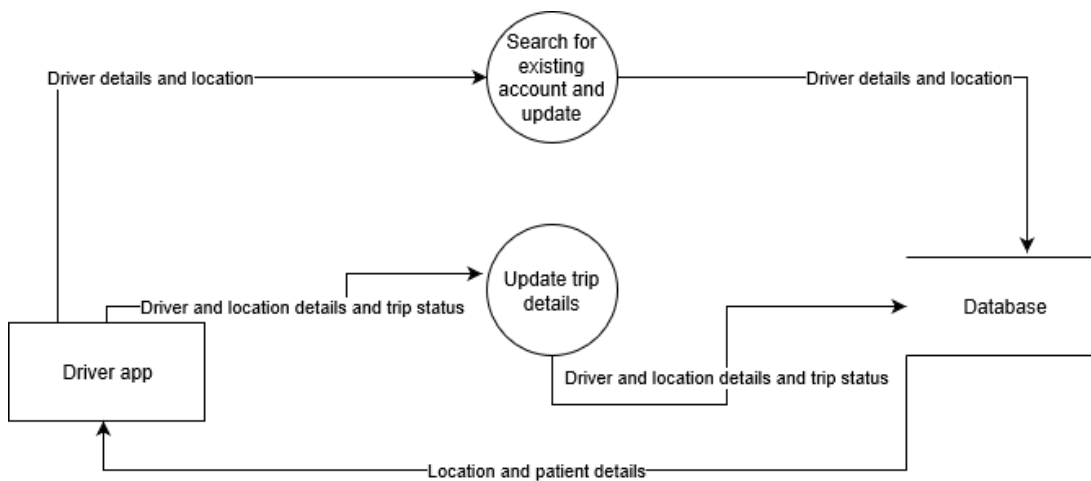 Search for
existing
account and
update
Driver details and location
Driver details and location
Update trip
details
Driver and location details and trip status
Database
Driver app
Driver and location details and trip status
Location and patient details